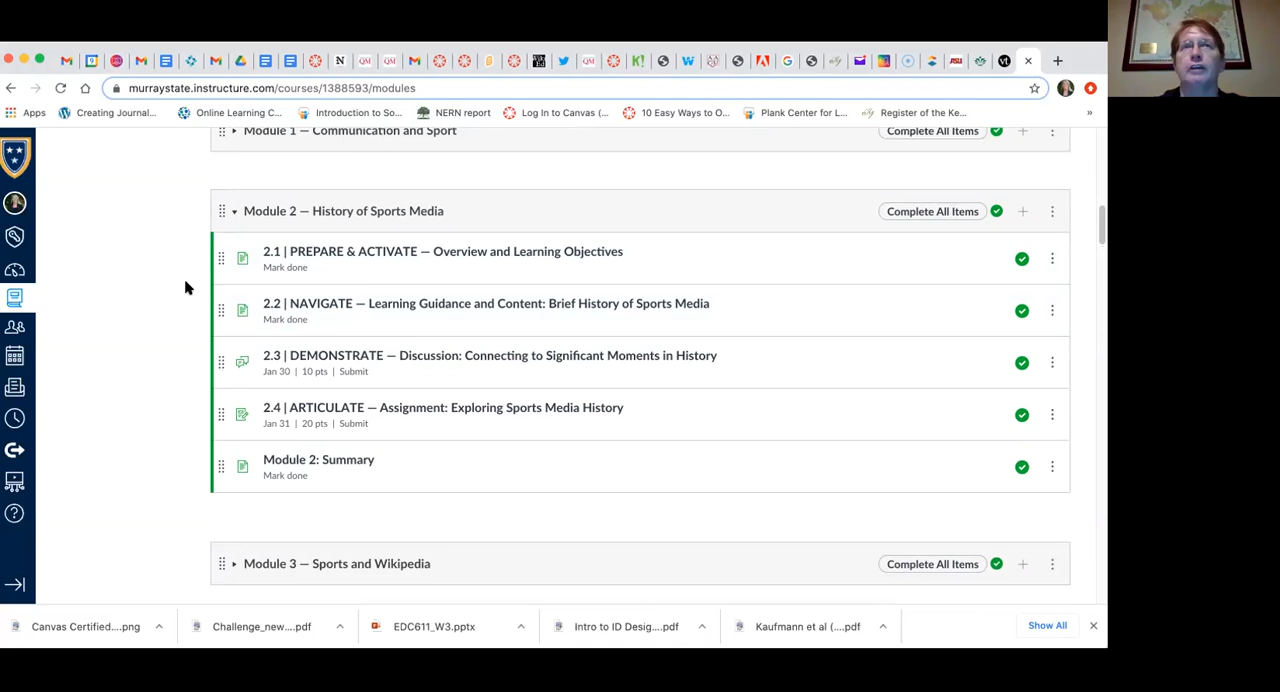 murraystate.instructure.com/courses/1388593/modules
Apps
Creating Journal...
Online Learning C...
Introduction to So...
NERN report
Log In to Canvas (...
10 Easy Ways to O...
Plank Center for L...
Register of the Ke...
»
Module 1 — Communication and Sport
Complete All Items
Module 2 — History of Sports Media
Complete All Items
2.1 | PREPARE & ACTIVATE — Overview and Learning Objectives
Mark done
2.2 | NAVIGATE — Learning Guidance and Content: Brief History of Sports Media
Mark done
2.3 | DEMONSTRATE — Discussion: Connecting to Significant Moments in History
Jan 30 | 10 pts | Submit
2.4 | ARTICULATE — Assignment: Exploring Sports Media History
Jan 31 | 20 pts | Submit
Module 2: Summary
Mark done
Module 3 — Sports and Wikipedia
Complete All Items
Canvas Certified....png
Challenge_new....pdf
EDC611_W3.pptx
Intro to ID Desig....pdf
Kaufmann et al (....pdf
Show All